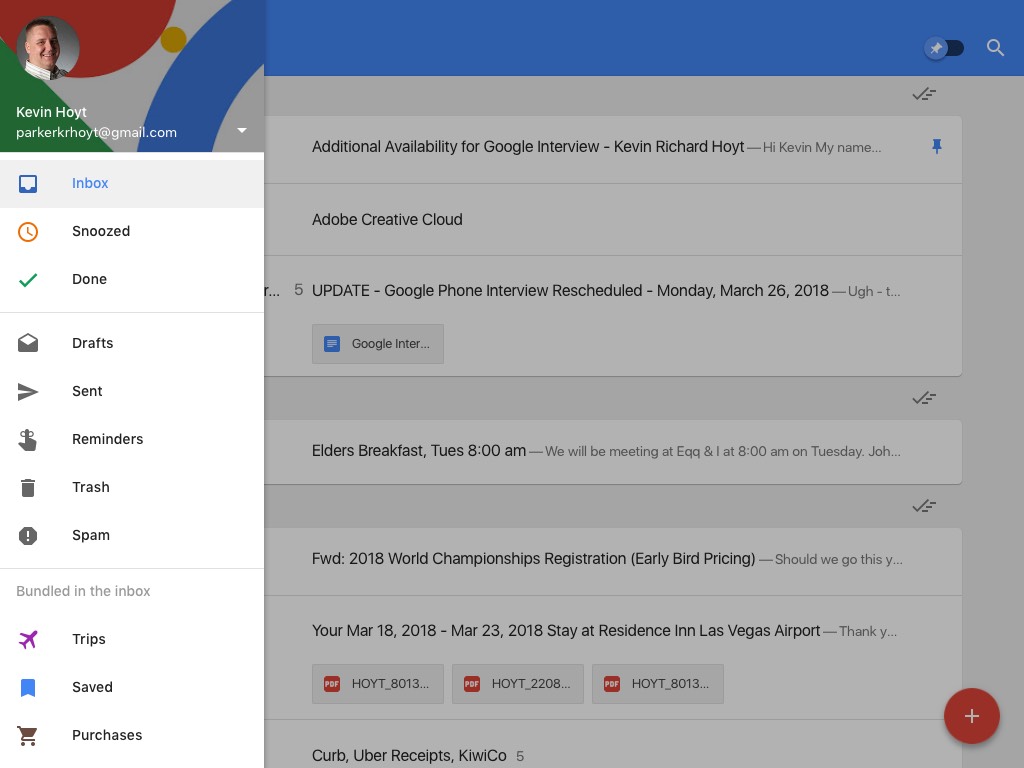 Kevin Hoyt
parkerkrhoyt@gmail.com
Inbox
Snoozed
Done
Drafts
Sent
Reminders
Trash
Spam
Bundled in the inbox
Trips
Saved
Purchases
Additional Availability for Google Interview - Kevin Richard Hoyt — Hi Kevin My name...
Adobe Creative Cloud
r... 5 UPDATE - Google Phone Interview Rescheduled - Monday, March 26, 2018 — Ugh - t...
Google Inter...
Elders Breakfast, Tues 8:00 am — We will be meeting at Eqq & I at 8:00 am on Tuesday. Joh...
Fwd: 2018 World Championships Registration (Early Bird Pricing) — Should we go this y...
Your Mar 18, 2018 - Mar 23, 2018 Stay at Residence Inn Las Vegas Airport — Thank y...
PDF HOYT_8013... PDF HOYT_2208... PDF HOYT_8013...
Curb, Uber Receipts, KiwiCo 5